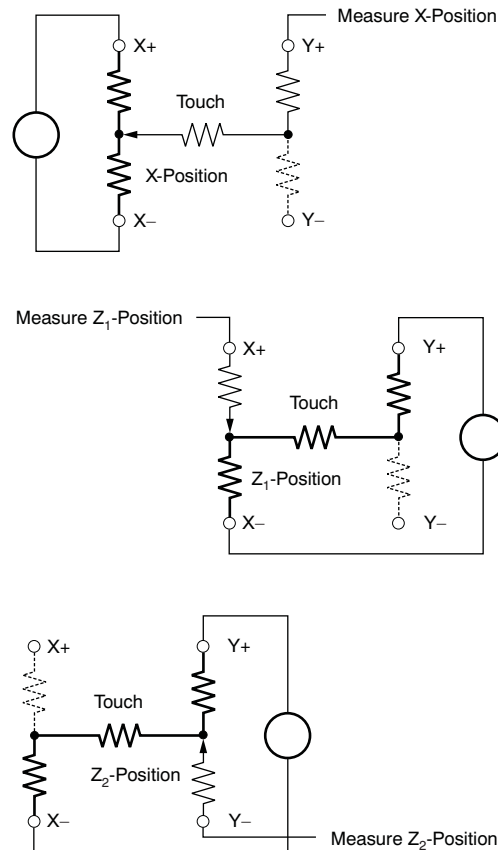 Measure X-Position
X+
Y+
Touch
X-Position
X–
Y–
Measure Z₁-Position
X+
Y+
Touch
Z₁-Position
X–
Y–
X+
Y+
Touch
Z₂-Position
X–
Y–
Measure Z₂-Position